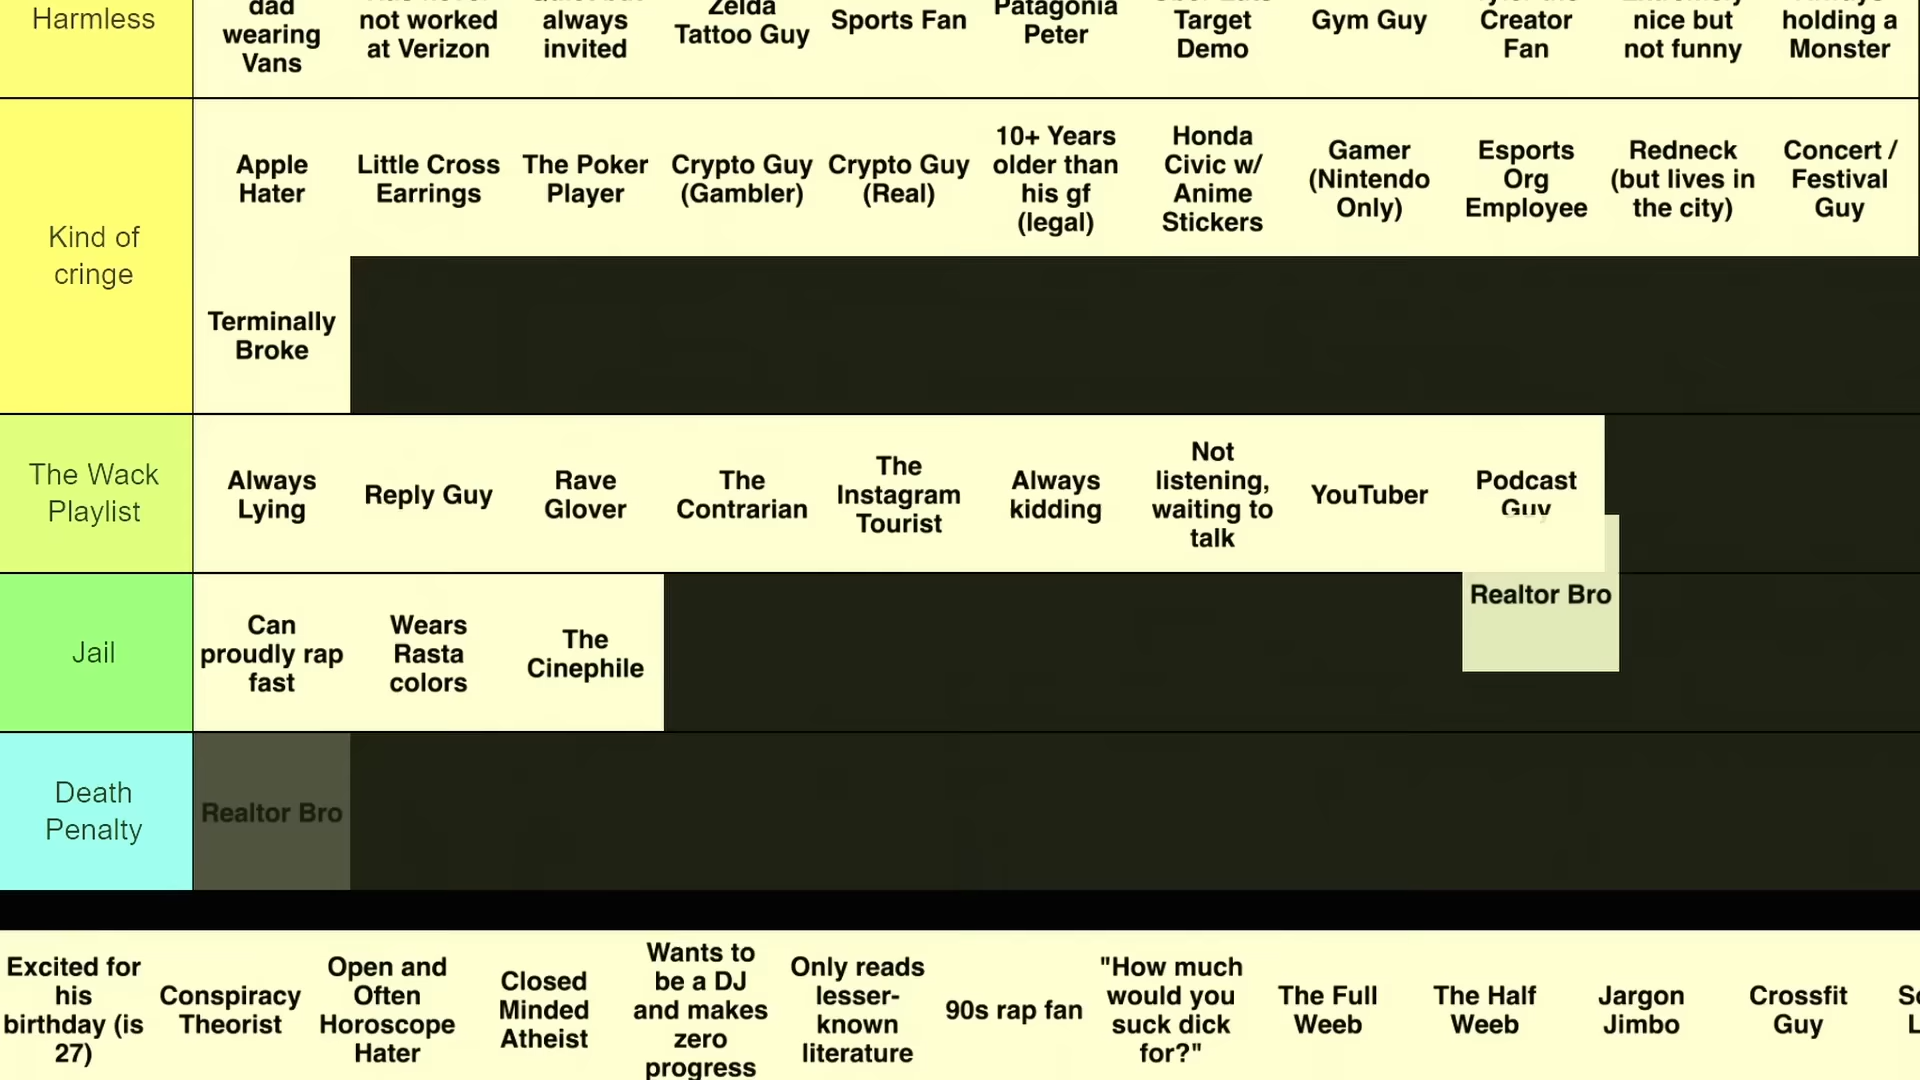 Harmless
dad
wearing
Vans
not worked
at Verizon
always
invited
Zelda
Tattoo Guy
Sports Fan
Patagonia
Peter
Target
Demo
Gym Guy
Creator
Fan
nice but
not funny
holding a
Monster
Kind of
cringe
Apple
Hater
Little Cross
Earrings
The Poker
Player
Crypto Guy
(Gambler)
Crypto Guy
(Real)
10+ Years
older than
his gf
(legal)
Honda
Civic w/
Anime
Stickers
Gamer
(Nintendo
Only)
Esports
Org
Employee
Redneck
(but lives in
the city)
Concert /
Festival
Guy
Terminally
Broke
The Wack
Playlist
Always
Lying
Reply Guy
Rave
Glover
The
Contrarian
The
Instagram
Tourist
Always
kidding
Not
listening,
waiting to
talk
YouTuber
Podcast
Guy
Realtor Bro
Jail
Can
proudly rap
fast
Wears
Rasta
colors
The
Cinephile
Death
Penalty
Realtor Bro
Excited for
his
birthday (is
27)
Conspiracy
Theorist
Open and
Often
Horoscope
Hater
Closed
Minded
Atheist
Wants to
be a DJ
and makes
zero
progress
Only reads
lesser-
known
literature
90s rap fan
"How much
would you
suck dick
for?"
The Full
Weeb
The Half
Weeb
Jargon
Jimbo
Crossfit
Guy